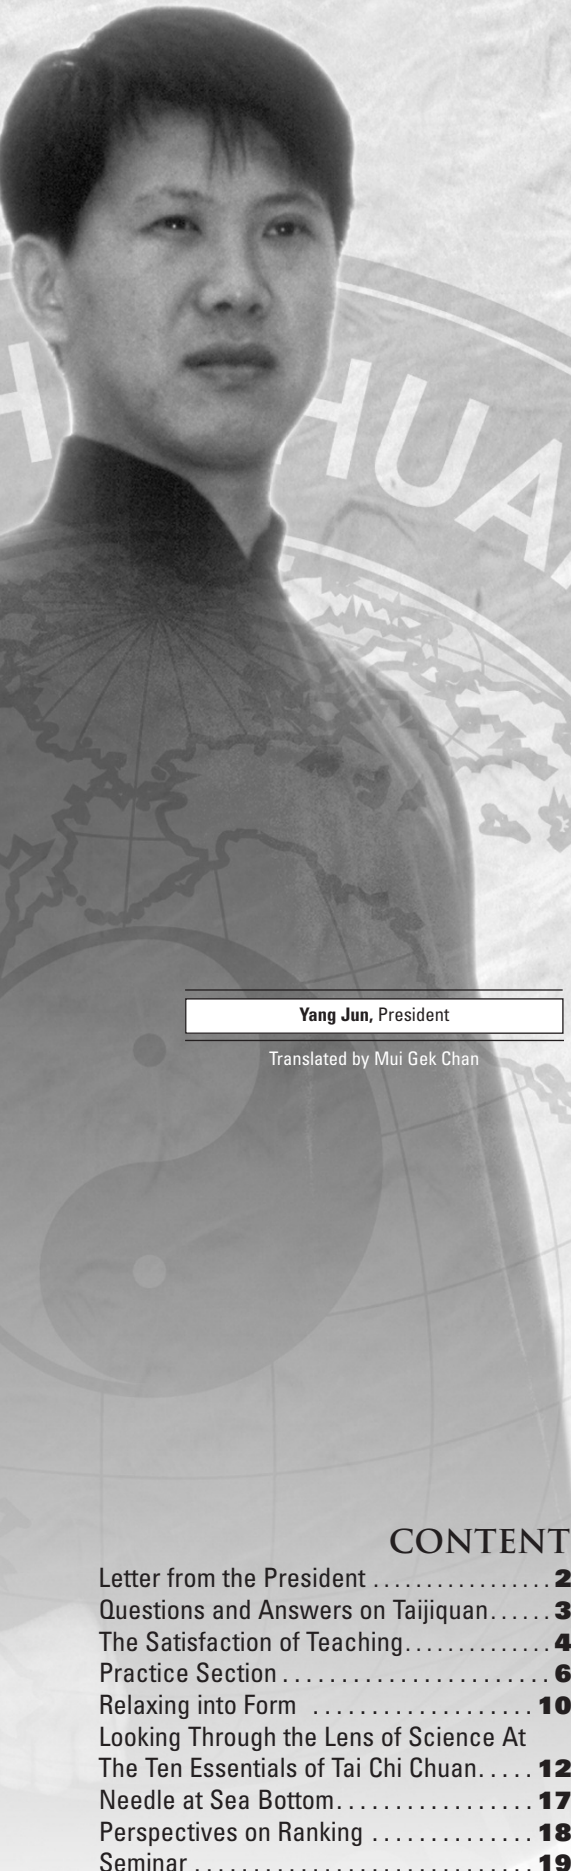 H HUA
Yang Jun, President
Translated by Mui Gek Chan
CONTENT
Letter from the President . . . . . . . . . . . . . . . . . 2
Questions and Answers on Taijiquan. . . . . . 3
The Satisfaction of Teaching. . . . . . . . . . . . . . 4
Practice Section . . . . . . . . . . . . . . . . . . . . . . . . 6
Relaxing into Form . . . . . . . . . . . . . . . . . . . 10
Looking Through the Lens of Science At
The Ten Essentials of Tai Chi Chuan. . . . . 12
Needle at Sea Bottom. . . . . . . . . . . . . . . . . 17
Perspectives on Ranking . . . . . . . . . . . . . . 18
Seminar . . . . . . . . . . . . . . . . . . . . . . . . . . . . . 19